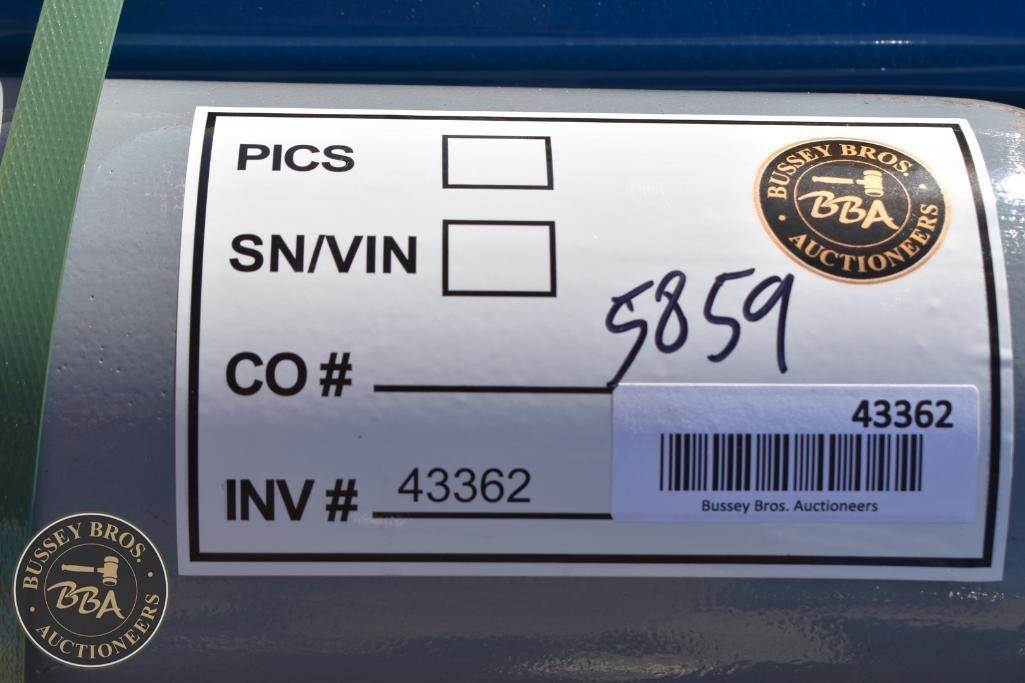 PICS
BUSSEY BROS.
BBA
AUCTIONEERS
SN/VIN
5859
CO #
43362
INV # 43362
Bussey Bros. Auctioneers
BUSSEY BROS.
BBA
AUCTIONEERS